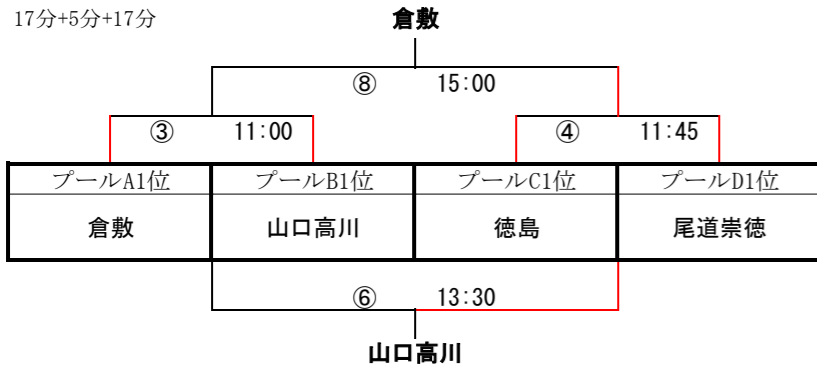 17分+5分+17分
倉敷
⑧ 15:00
③ 11:00 ④ 11:45
プールA1位 プールB1位 プールC1位 プールD1位
倉敷 山口高川 徳島 尾道崇徳
⑥ 13:30
山口高川